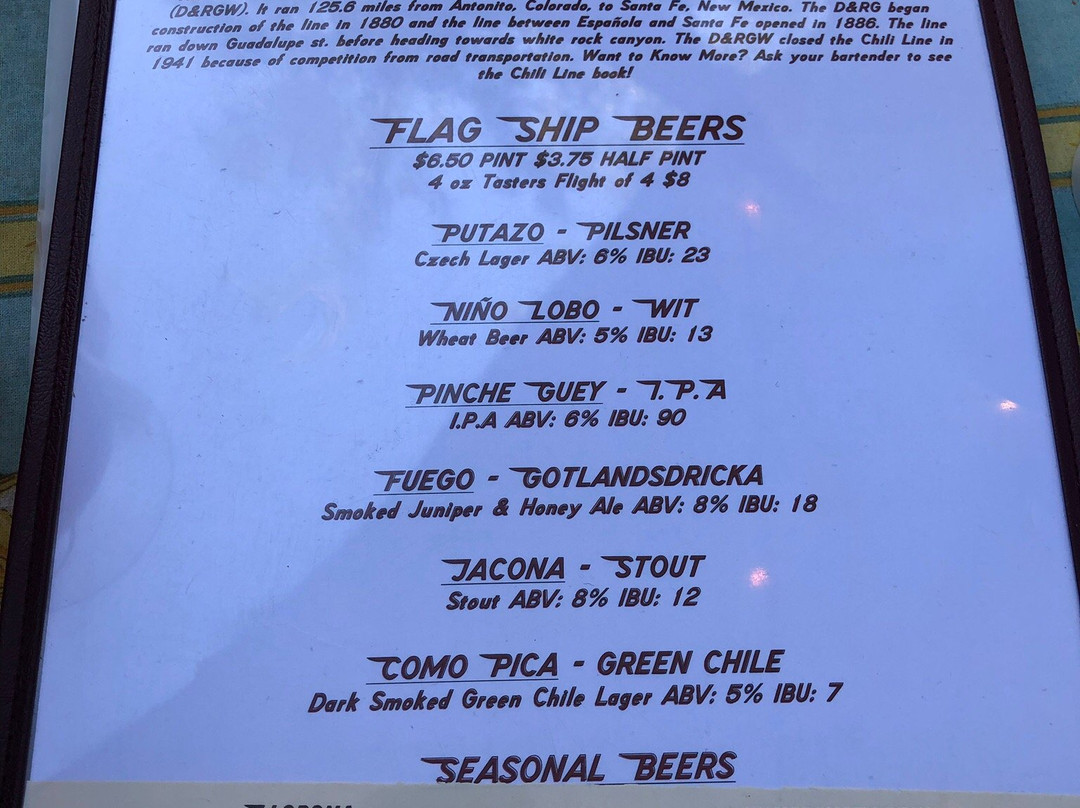 (D&RGW). It ran 125.6 miles from Antonito, Colorado, to Santa Fe, New Mexico. The D&RG began
construction of the line in 1880 and the line between Española and Santa Fe opened in 1886. The line
ran down Guadalupe st. before heading towards white rock canyon. The D&RGW closed the Chili Line in
1941 because of competition from road transportation. Want to Know More? Ask your bartender to see
the Chili Line book!
FLAG SHIP BEERS
$6.50 PINT $3.75 HALF PINT
4 oz Tasters Flight of 4 $8
PUTAZO - PILSNER
Czech Lager ABV: 6% IBU: 23
NIÑO LOBO - WIT
Wheat Beer ABV: 5% IBU: 13
PINCHE GUEY - I.P.A
I.P.A ABV: 6% IBU: 90
FUEGO - GOTLANDSDRICKA
Smoked Juniper & Honey Ale ABV: 8% IBU: 18
JACONA - STOUT
Stout ABV: 8% IBU: 12
COMO PICA - GREEN CHILE
Dark Smoked Green Chile Lager ABV: 5% IBU: 7
SEASONAL BEERS